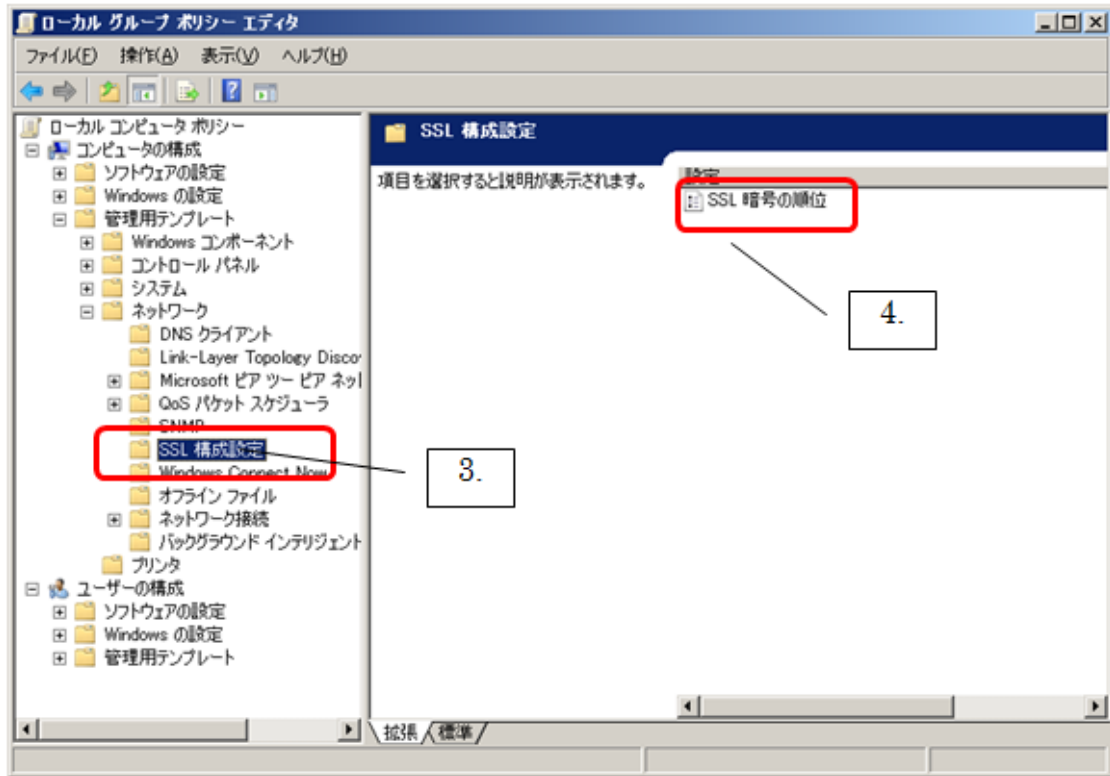 ローカル グループ ポリシー エディタ
ファイル(F) 操作(A) 表示(V) ヘルプ(H)
ローカル コンピュータ ポリシー
コンピュータの構成
ソフトウェアの設定
Windows の設定
管理用テンプレート
Windows コンポーネント
コントロール パネル
システム
ネットワーク
DNS クライアント
Link-Layer Topology Disco
Microsoft ピア ツー ピア ネッ
QoS パケット スケジューラ
SNMP
SSL 構成設定
Windows Connect Now
オフライン ファイル
ネットワーク接続
バックグラウンド インテリジェント
プリンタ
ユーザーの構成
ソフトウェアの設定
Windows の設定
管理用テンプレート
SSL 構成設定
項目を選択すると説明が表示されます。
設定
SSL 暗号の順位
4.
3.
拡張 標準